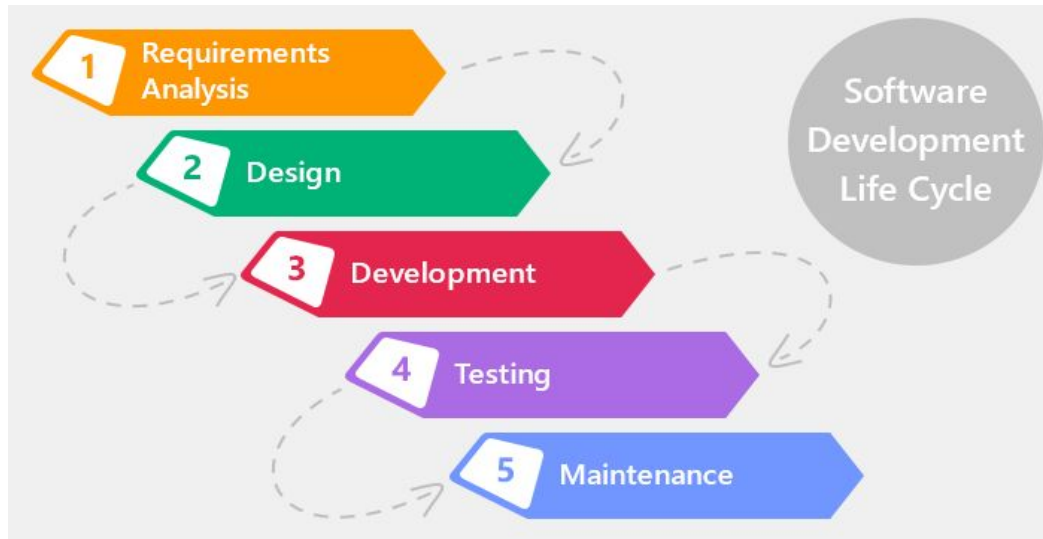 1
Requirements
Analysis
2
Design
3
Development
4
Testing
5
Maintenance
Software
Development
Life Cycle